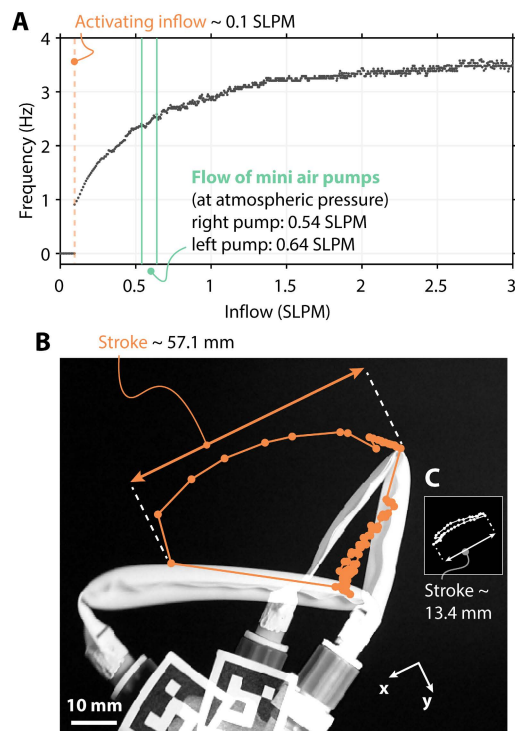 A
Activating inflow ~ 0.1 SLPM
4
3
2
1
0
Frequency (Hz)
Flow of mini air pumps
(at atmospheric pressure)
right pump: 0.54 SLPM
left pump: 0.64 SLPM
0 0.5 1 1.5 2 2.5 3
Inflow (SLPM)
B
Stroke ~ 57.1 mm
C
Stroke ~
13.4 mm
x
y
10 mm